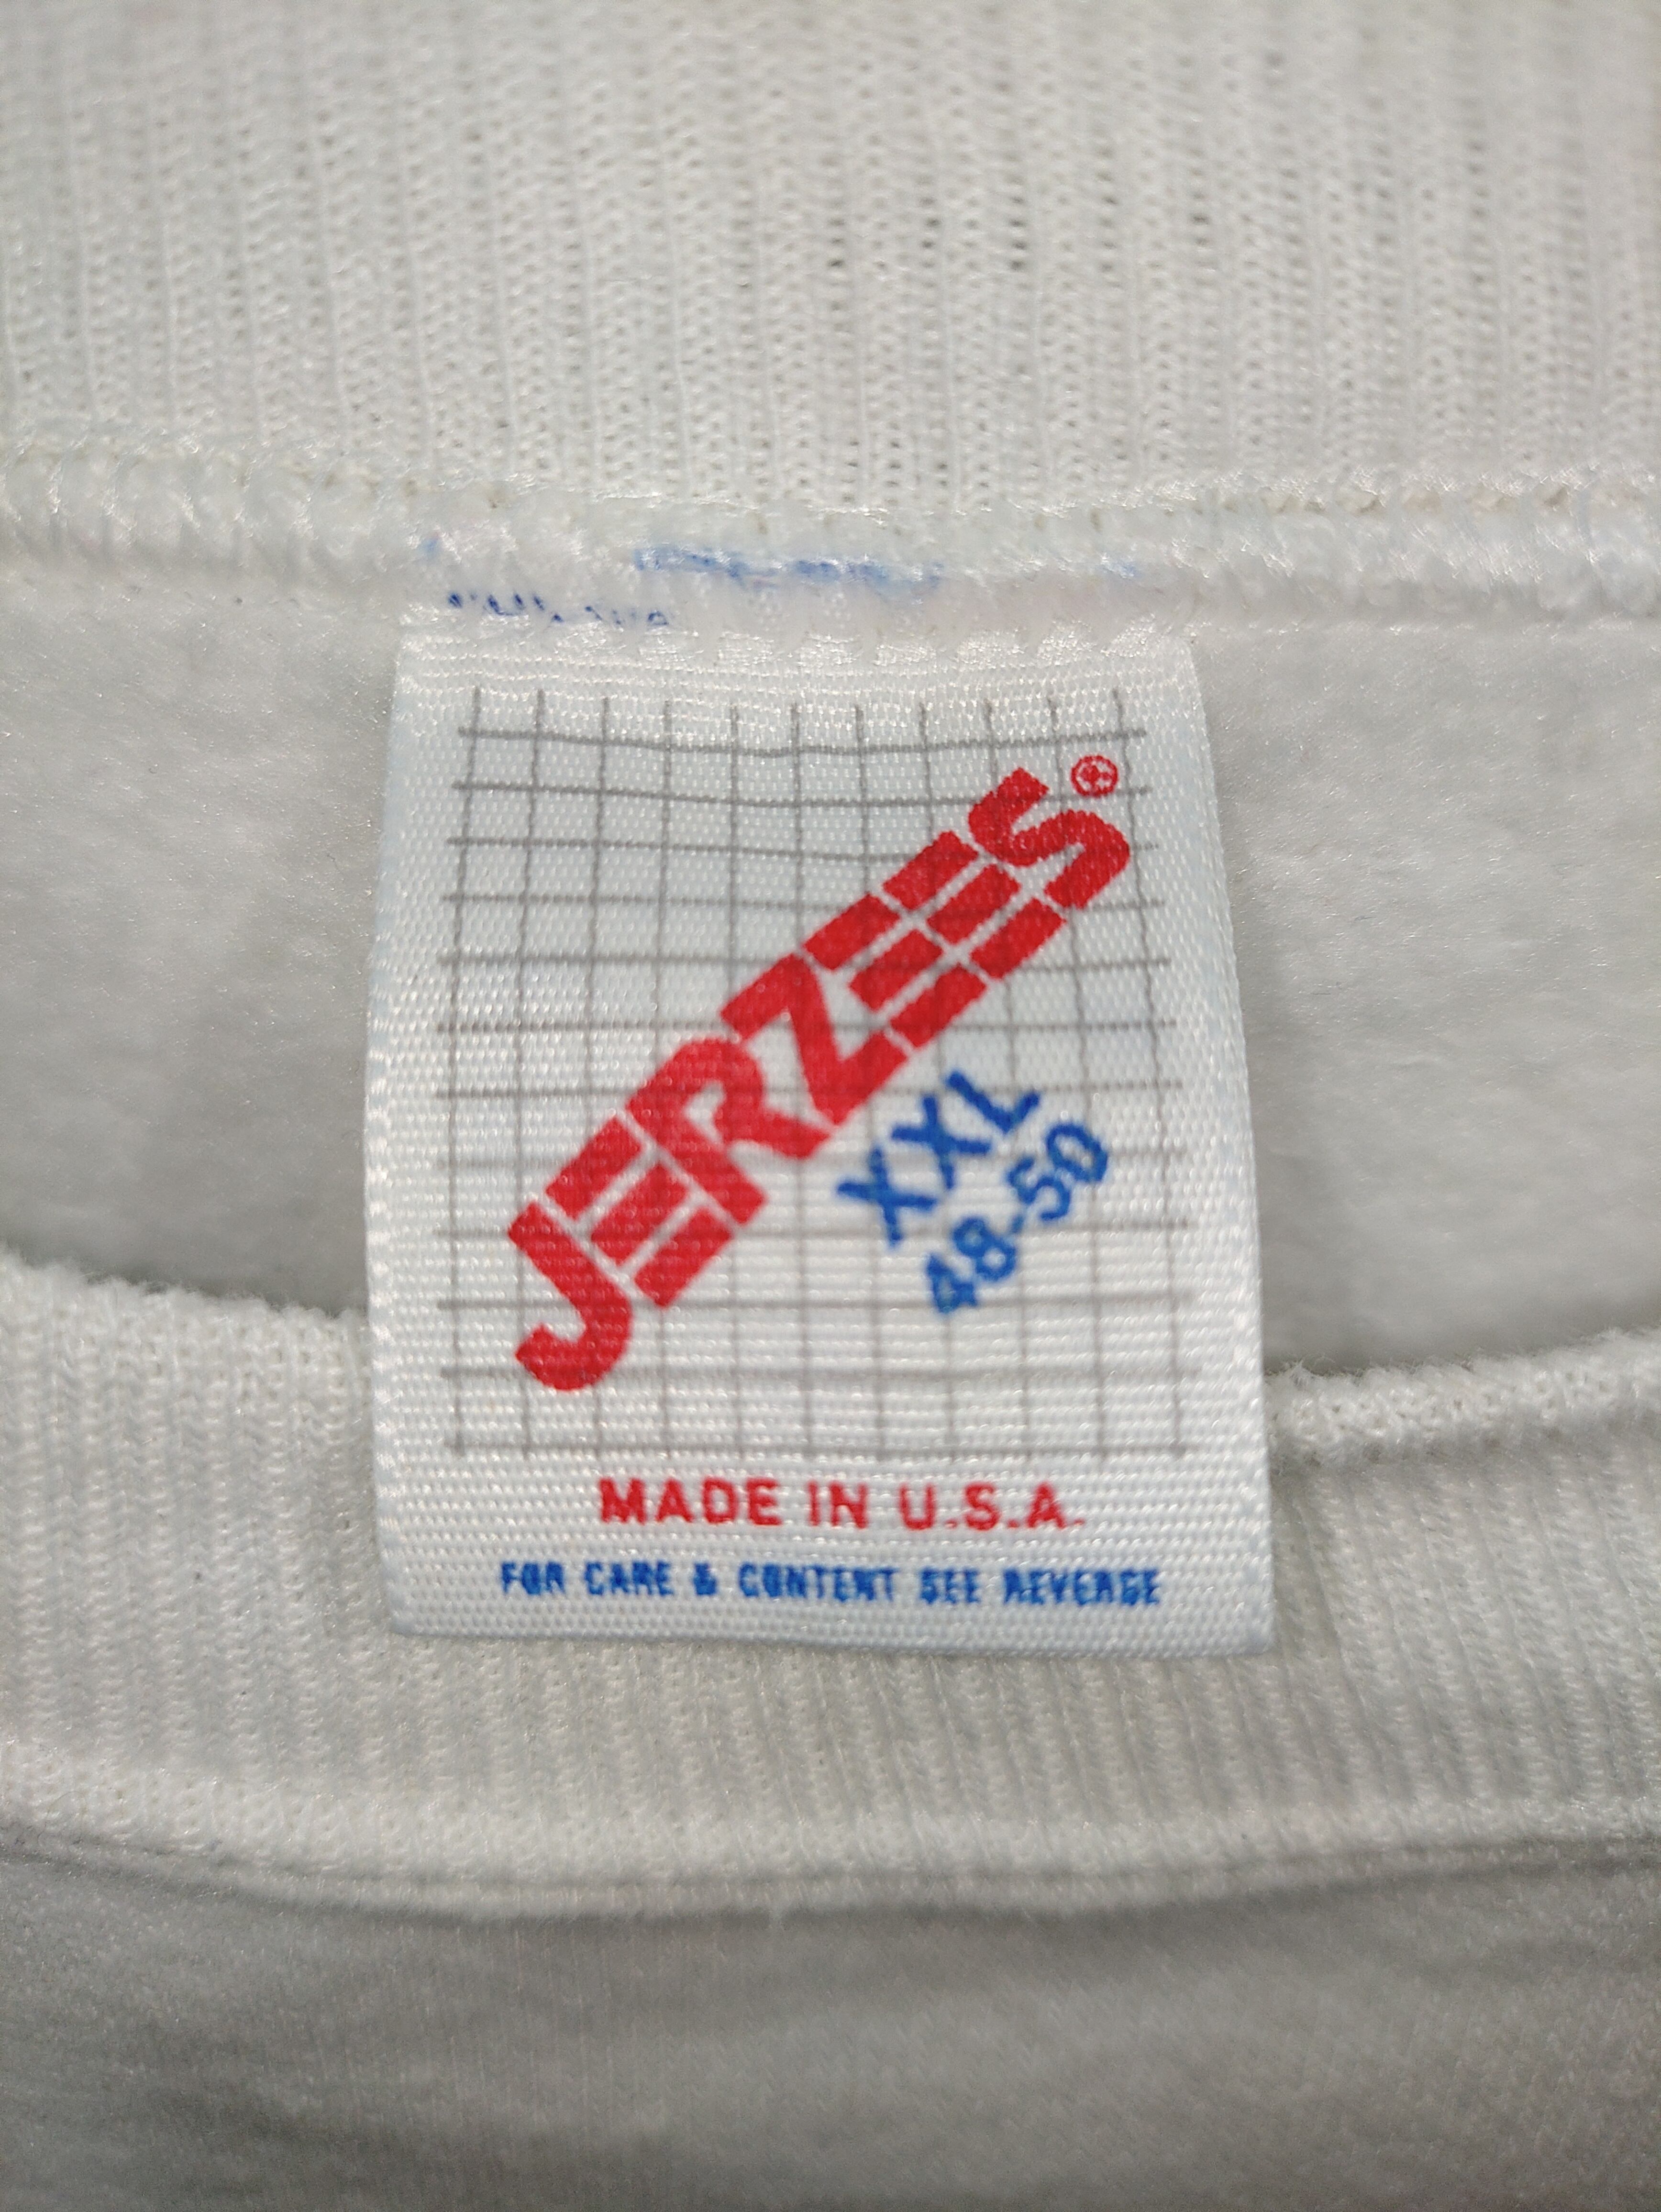 JERZEES®
XXL
48-50
MADE IN U.S.A.
FOR CARE & CONTENT SEE REVERSE